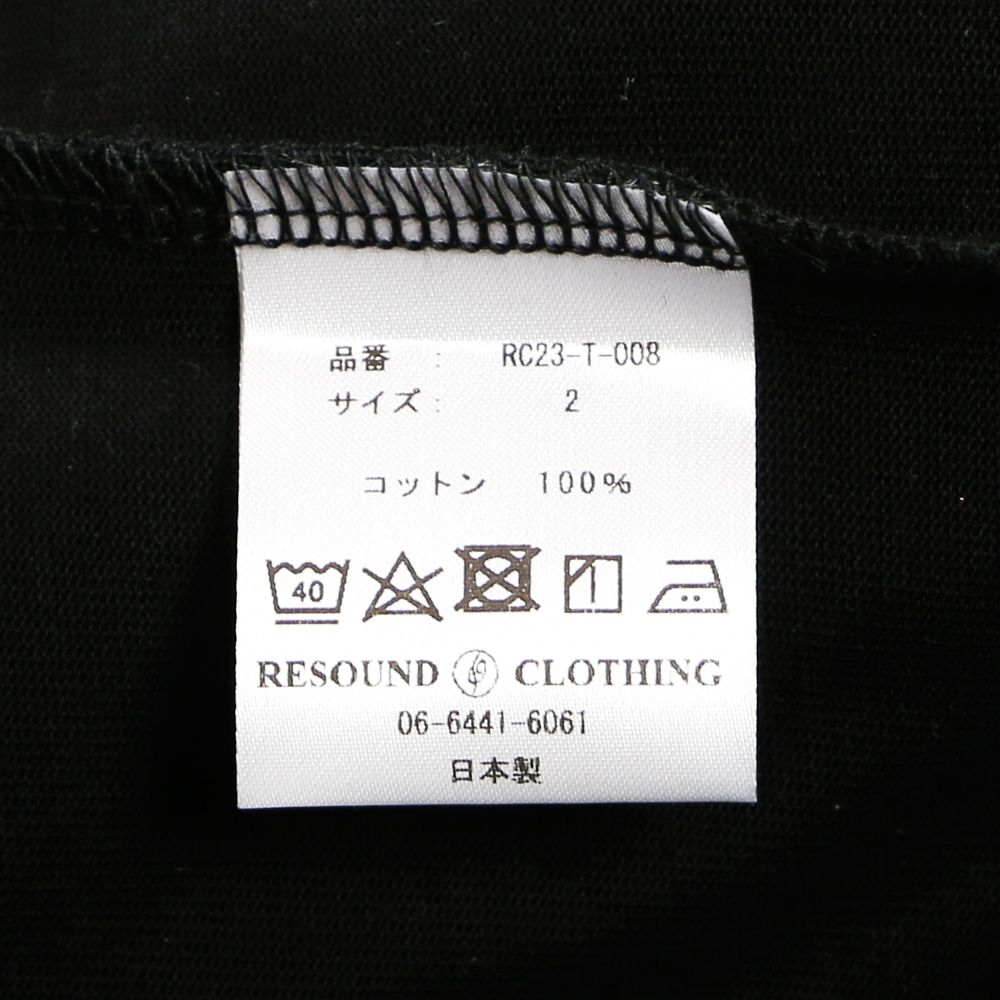 品番 : RC23-T-008
サイズ : 2
コットン 100%
40
RESOUND CLOTHING
06-6441-6061
日本製